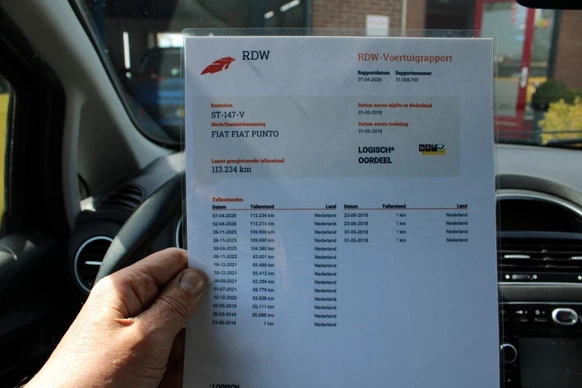 RDW
RDW-Voertuigrapport
Rapportdatum Rapportnummer
07-04-2026
Kenteken
ST-147-V
Merk/Handelsbenaming
FIAT FIAT PUNTO
Laatst geregistreerde tellerstand
113.234 km
Datum eerste afgifte in Nederland
31-05-2018
Datum eerste toelating
31-05-2018
LOGISCH*
OORDEEL
NAP
Tellerstanden
Datum Tellerstand Land Datum Tellerstand Land
07-04-2026 113.234 km Nederland 23-06-2018 1 km Nederland
02-04-2026 113.214 km Nederland 23-06-2018 1 km Nederland
26-11-2025 109.690 km Nederland 31-05-2018 1 km Nederland
26-11-2025 109.690 km Nederland 31-05-2018 1 km Nederland
30-06-2025 104.380 km Nederland
Nederland
16-12-2021 Nederland
10-12-2021 Nederland
Nederland
Nederland
Nederland
Nederland
Nederland
1 km Nederland
*LOGISCH